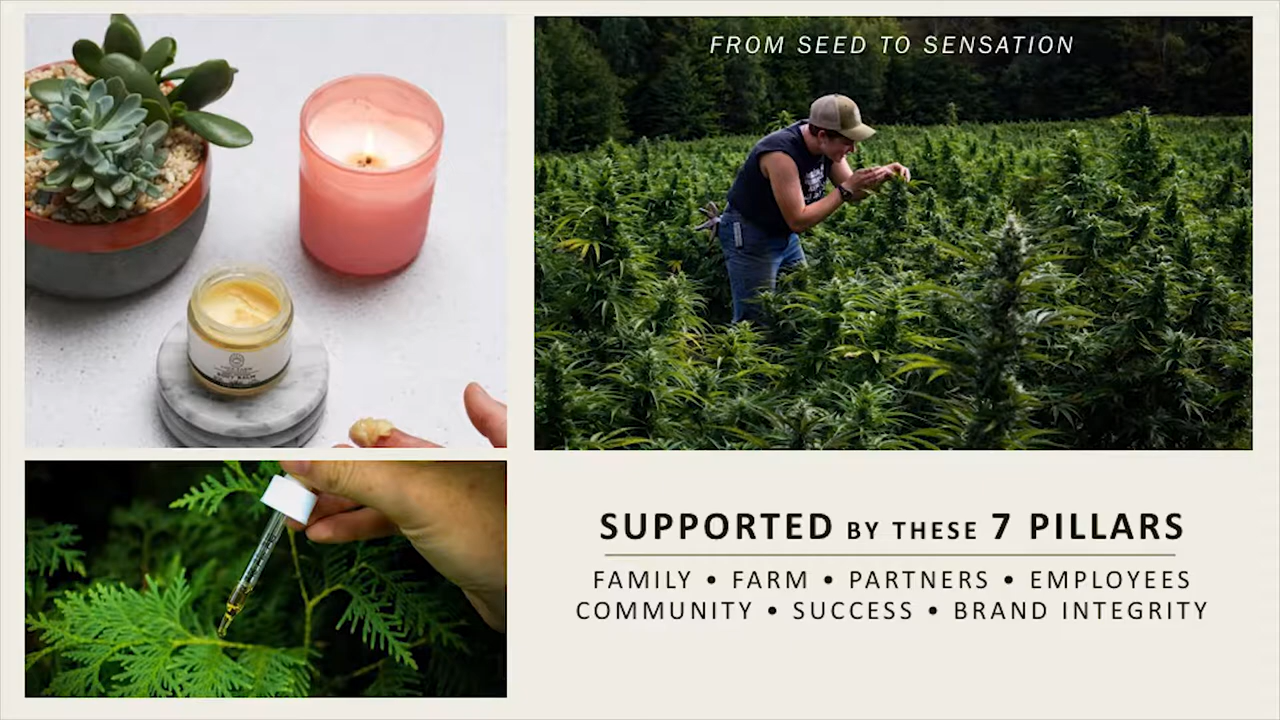 FROM SEED TO SENSATION
SUPPORTED BY THESE 7 PILLARS
FAMILY • FARM • PARTNERS • EMPLOYEES
COMMUNITY • SUCCESS • BRAND INTEGRITY